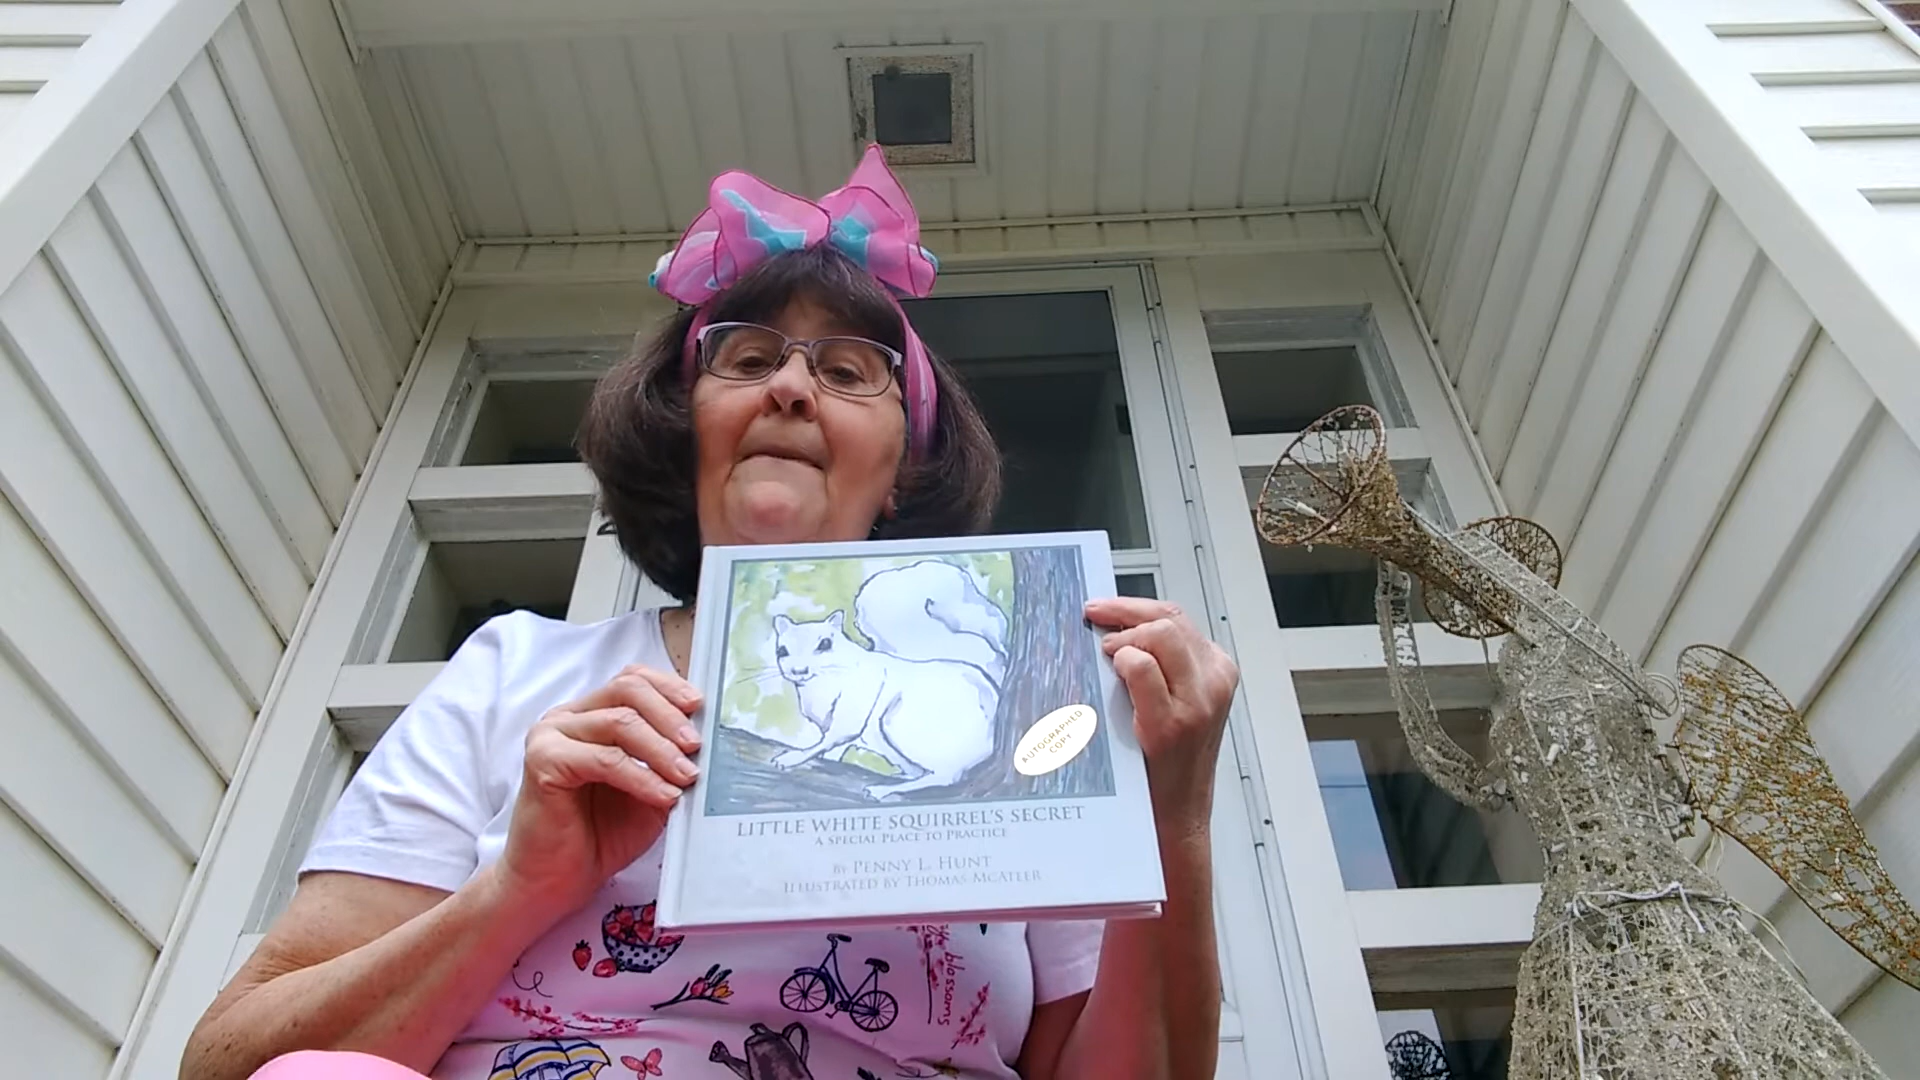 AUTOGRAPHED
COPY
LITTLE WHITE SQUIRREL'S SECRET
A SPECIAL PLACE TO PRACTICE
BY PENNY L. HUNT
ILLUSTRATED BY THOMAS MCATEER
blossoms